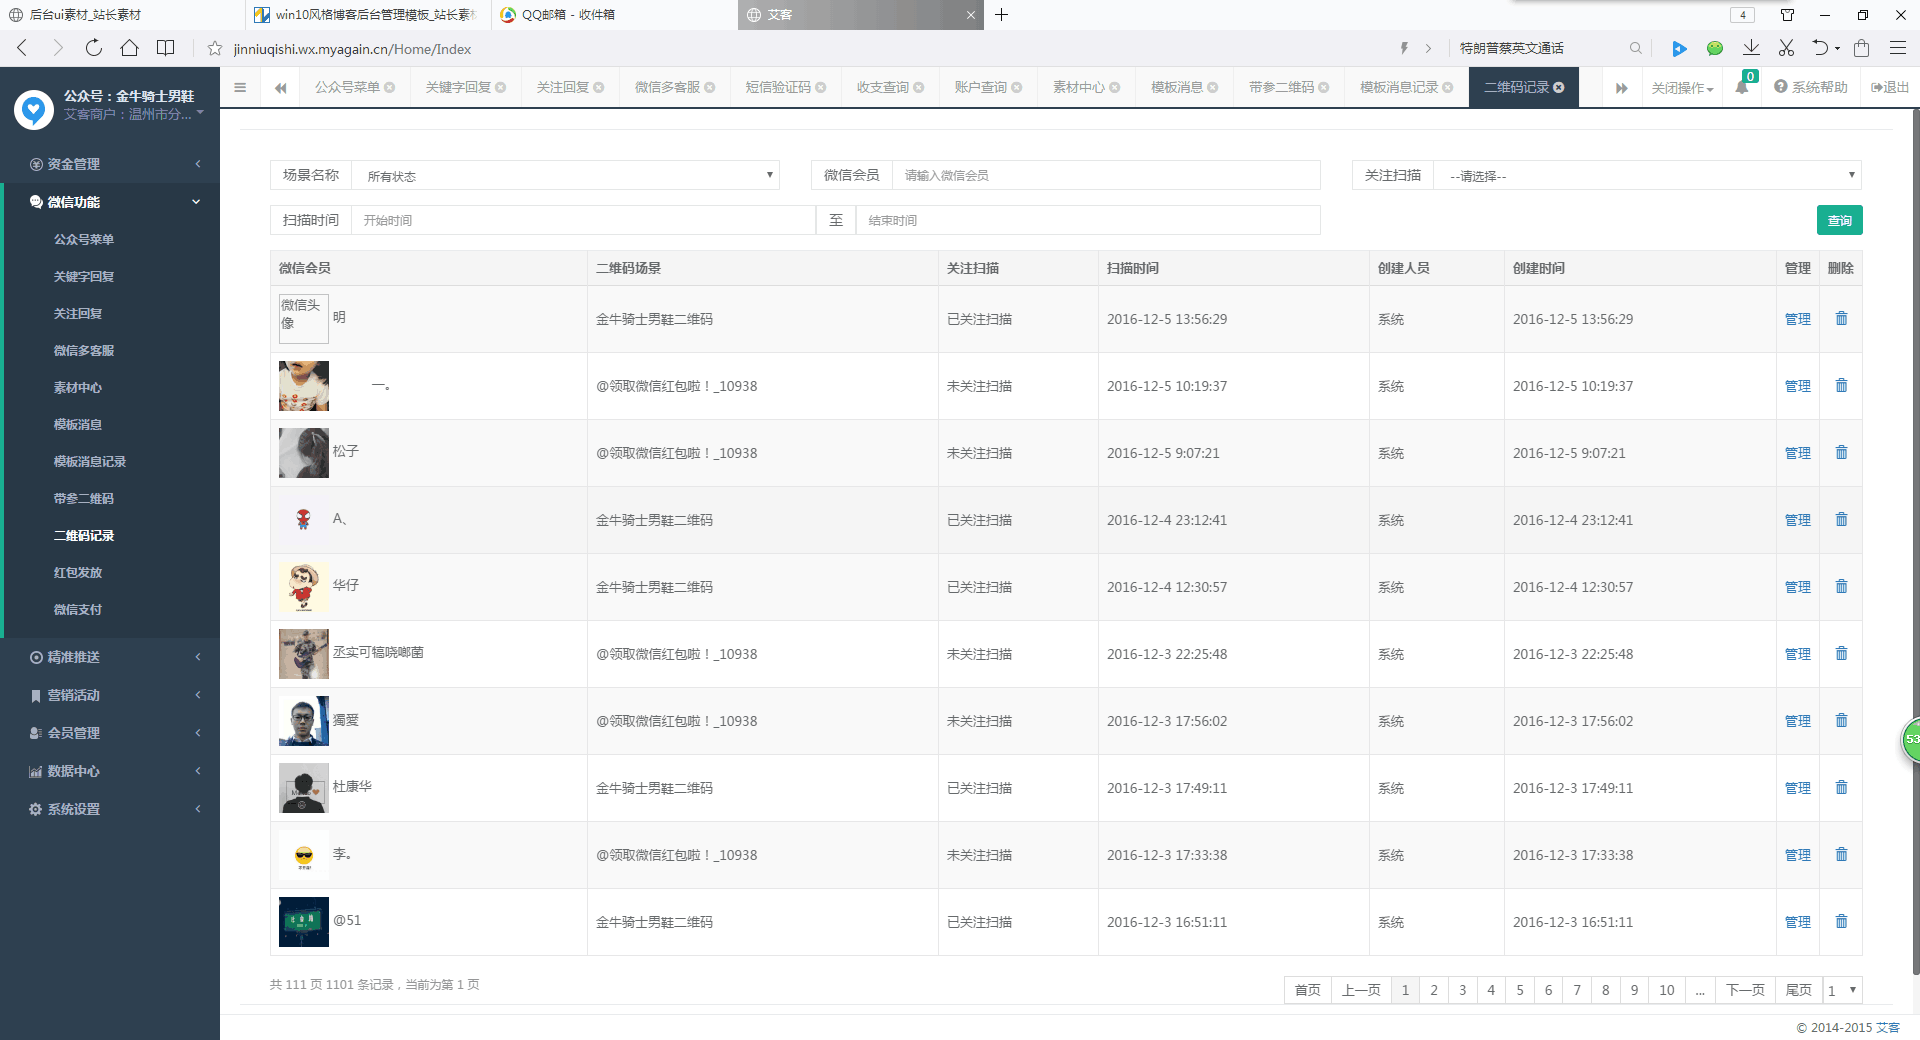 后台ui素材_站长素材
win10风格博客后台管理模板_站长素材
QQ邮箱 - 收件箱
艾客
4
jinniuqishi.wx.myagain.cn/Home/Index
特朗普蔡英文通话
公众号：金牛骑士男鞋
艾客商户：温州市分...
公众号菜单 关键字回复 关注回复 微信多客服 短信验证码 收支查询 账户查询 素材中心 模板消息 带参二维码 模板消息记录 二维码记录
关闭操作 0 系统帮助 退出
资金管理
微信功能
公众号菜单
关键字回复
关注回复
微信多客服
素材中心
模板消息
模板消息记录
带参二维码
二维码记录
红包发放
微信支付
精准推送
营销活动
会员管理
数据中心
系统设置
场景名称 所有状态 微信会员 请输入微信会员 关注扫描 --请选择--
扫描时间 开始时间 至 结束时间 查询
微信会员 二维码场景 关注扫描 扫描时间 创建人员 创建时间 管理 删除
微信头像 明 金牛骑士男鞋二维码 已关注扫描 2016-12-5 13:56:29 系统 2016-12-5 13:56:29 管理
一。 @领取微信红包啦！_10938 未关注扫描 2016-12-5 10:19:37 系统 2016-12-5 10:19:37 管理
松子 @领取微信红包啦！_10938 未关注扫描 2016-12-5 9:07:21 系统 2016-12-5 9:07:21 管理
A、 金牛骑士男鞋二维码 已关注扫描 2016-12-4 23:12:41 系统 2016-12-4 23:12:41 管理
华仔 金牛骑士男鞋二维码 已关注扫描 2016-12-4 12:30:57 系统 2016-12-4 12:30:57 管理
丞实可犒哓啷菌 @领取微信红包啦！_10938 未关注扫描 2016-12-3 22:25:48 系统 2016-12-3 22:25:48 管理
獨愛 @领取微信红包啦！_10938 未关注扫描 2016-12-3 17:56:02 系统 2016-12-3 17:56:02 管理
杜康华 金牛骑士男鞋二维码 已关注扫描 2016-12-3 17:49:11 系统 2016-12-3 17:49:11 管理
李。 @领取微信红包啦！_10938 未关注扫描 2016-12-3 17:33:38 系统 2016-12-3 17:33:38 管理
@51 金牛骑士男鞋二维码 已关注扫描 2016-12-3 16:51:11 系统 2016-12-3 16:51:11 管理
53
共 111 页 1101 条记录，当前为第 1 页
首页 上一页 1 2 3 4 5 6 7 8 9 10 ... 下一页 尾页 1
© 2014-2015 艾客